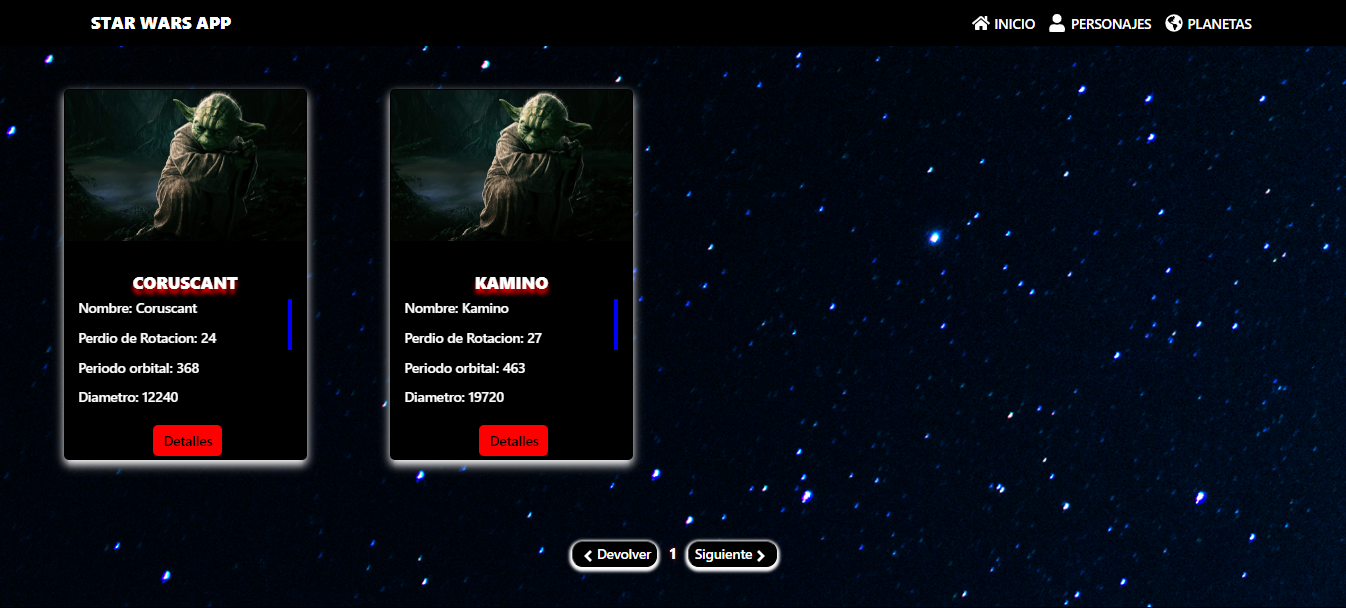 STAR WARS APP
INICIO PERSONAJES PLANETAS
CORUSCANT
Nombre: Coruscant
Perdio de Rotacion: 24
Periodo orbital: 368
Diametro: 12240
Detalles
KAMINO
Nombre: Kamino
Perdio de Rotacion: 27
Periodo orbital: 463
Diametro: 19720
Detalles
Devolver 1 Siguiente